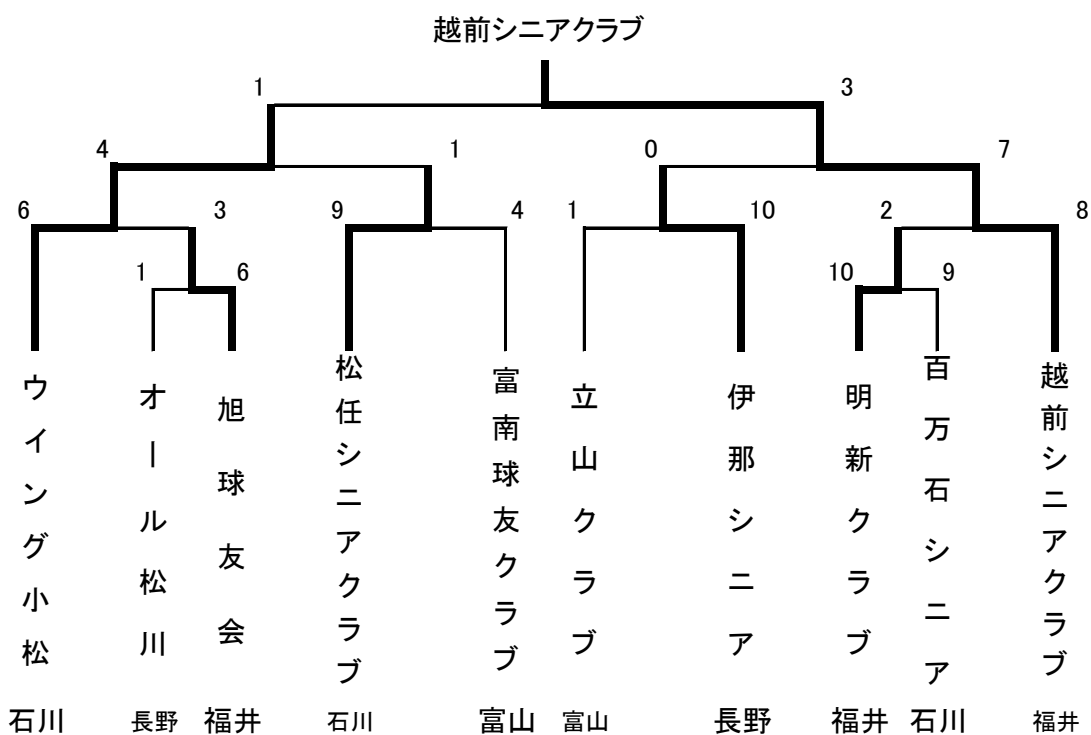 越前シニアクラブ
1 3
4 1 0 7
6 3 9 4 1 10 2 8
1 6 10 9
ウイング小松
オール松川
旭球友会
松任シニアクラブ
富南球友クラブ
立山クラブ
伊那シニア
明新クラブ
百万石シニア
越前シニアクラブ
石川 長野 福井 石川 富山 富山 長野 福井 石川 福井